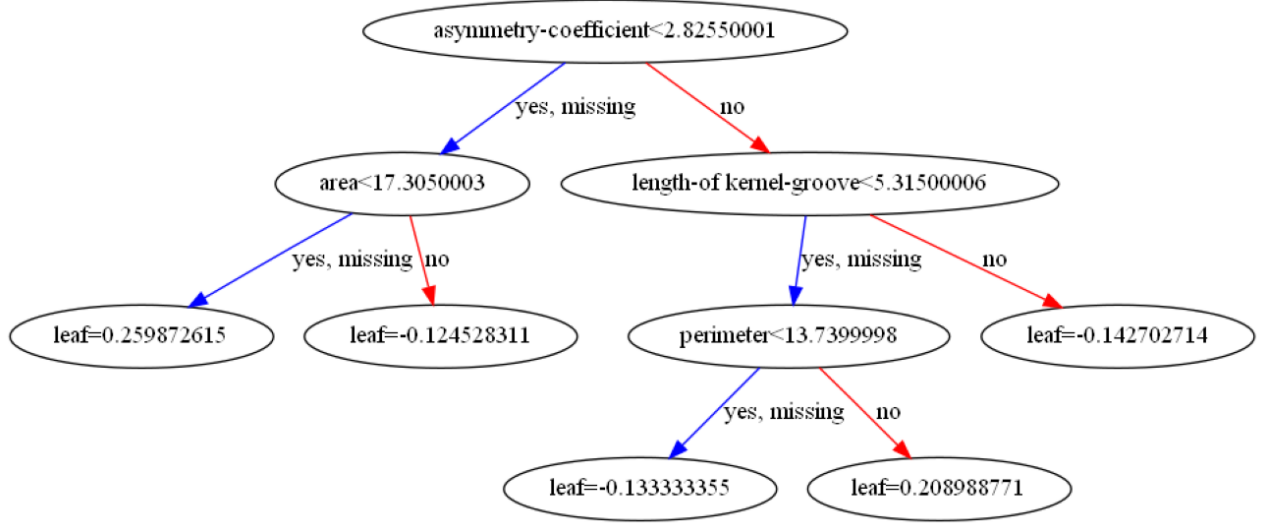 asymmetry-coefficient<2.82550001
yes, missing
no
area<17.3050003
length-of kernel-groove<5.31500006
yes, missing
no
yes, missing
no
leaf=0.259872615
leaf=-0.124528311
perimeter<13.7399998
leaf=-0.142702714
yes, missing
no
leaf=-0.133333355
leaf=0.208988771